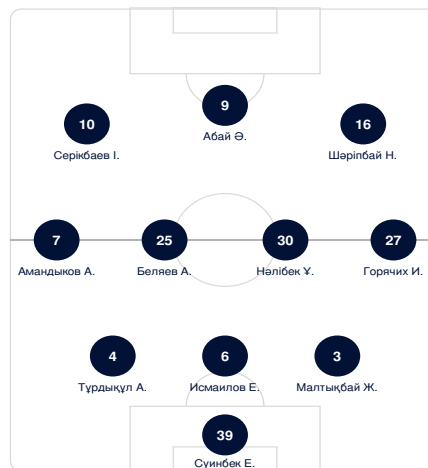 9
Абай Ә.
10
Серікбаев І.
16
Шәріпбай Н.
7
Амандыков А.
25
Беляев А.
30
Нәлібек Ұ.
27
Горячих И.
4
Тұрдықұл А.
6
Исмаилов Е.
3
Малтықбай Ж.
39
Суинбек Е.